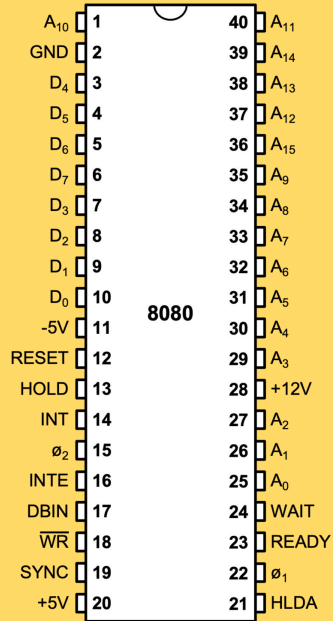 A₁₀ 1 40 A₁₁
GND 2 39 A₁₄
D₄ 3 38 A₁₃
D₅ 4 37 A₁₂
D₆ 5 36 A₁₅
D₇ 6 35 A₉
D₃ 7 34 A₈
D₂ 8 33 A₇
D₁ 9 32 A₆
D₀ 10 31 A₅
8080
-5V 11 30 A₄
RESET 12 29 A₃
HOLD 13 28 +12V
INT 14 27 A₂
ø₂ 15 26 A₁
INTE 16 25 A₀
DBIN 17 24 WAIT
W̅R̅ 18 23 READY
SYNC 19 22 ø₁
+5V 20 21 HLDA